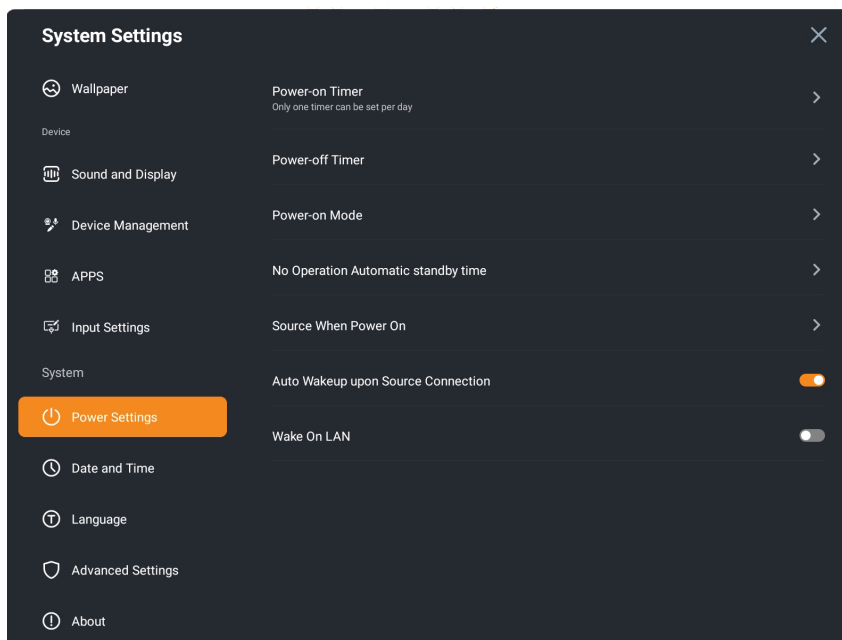 System Settings
Wallpaper
Device
Sound and Display
Device Management
APPS
Input Settings
System
Power Settings
Date and Time
Language
Advanced Settings
About
Power-on Timer
Only one timer can be set per day
Power-off Timer
Power-on Mode
No Operation Automatic standby time
Source When Power On
Auto Wakeup upon Source Connection
Wake On LAN